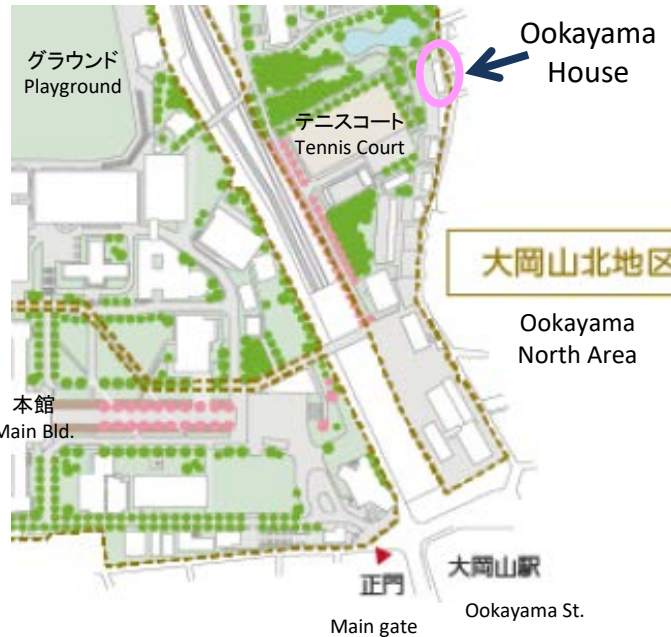 グラウンド
Playground
Ookayama
House
テニスコート
Tennis Court
大岡山北地区
Ookayama
North Area
本館
Main Bld.
正門
Main gate
大岡山駅
Ookayama St.